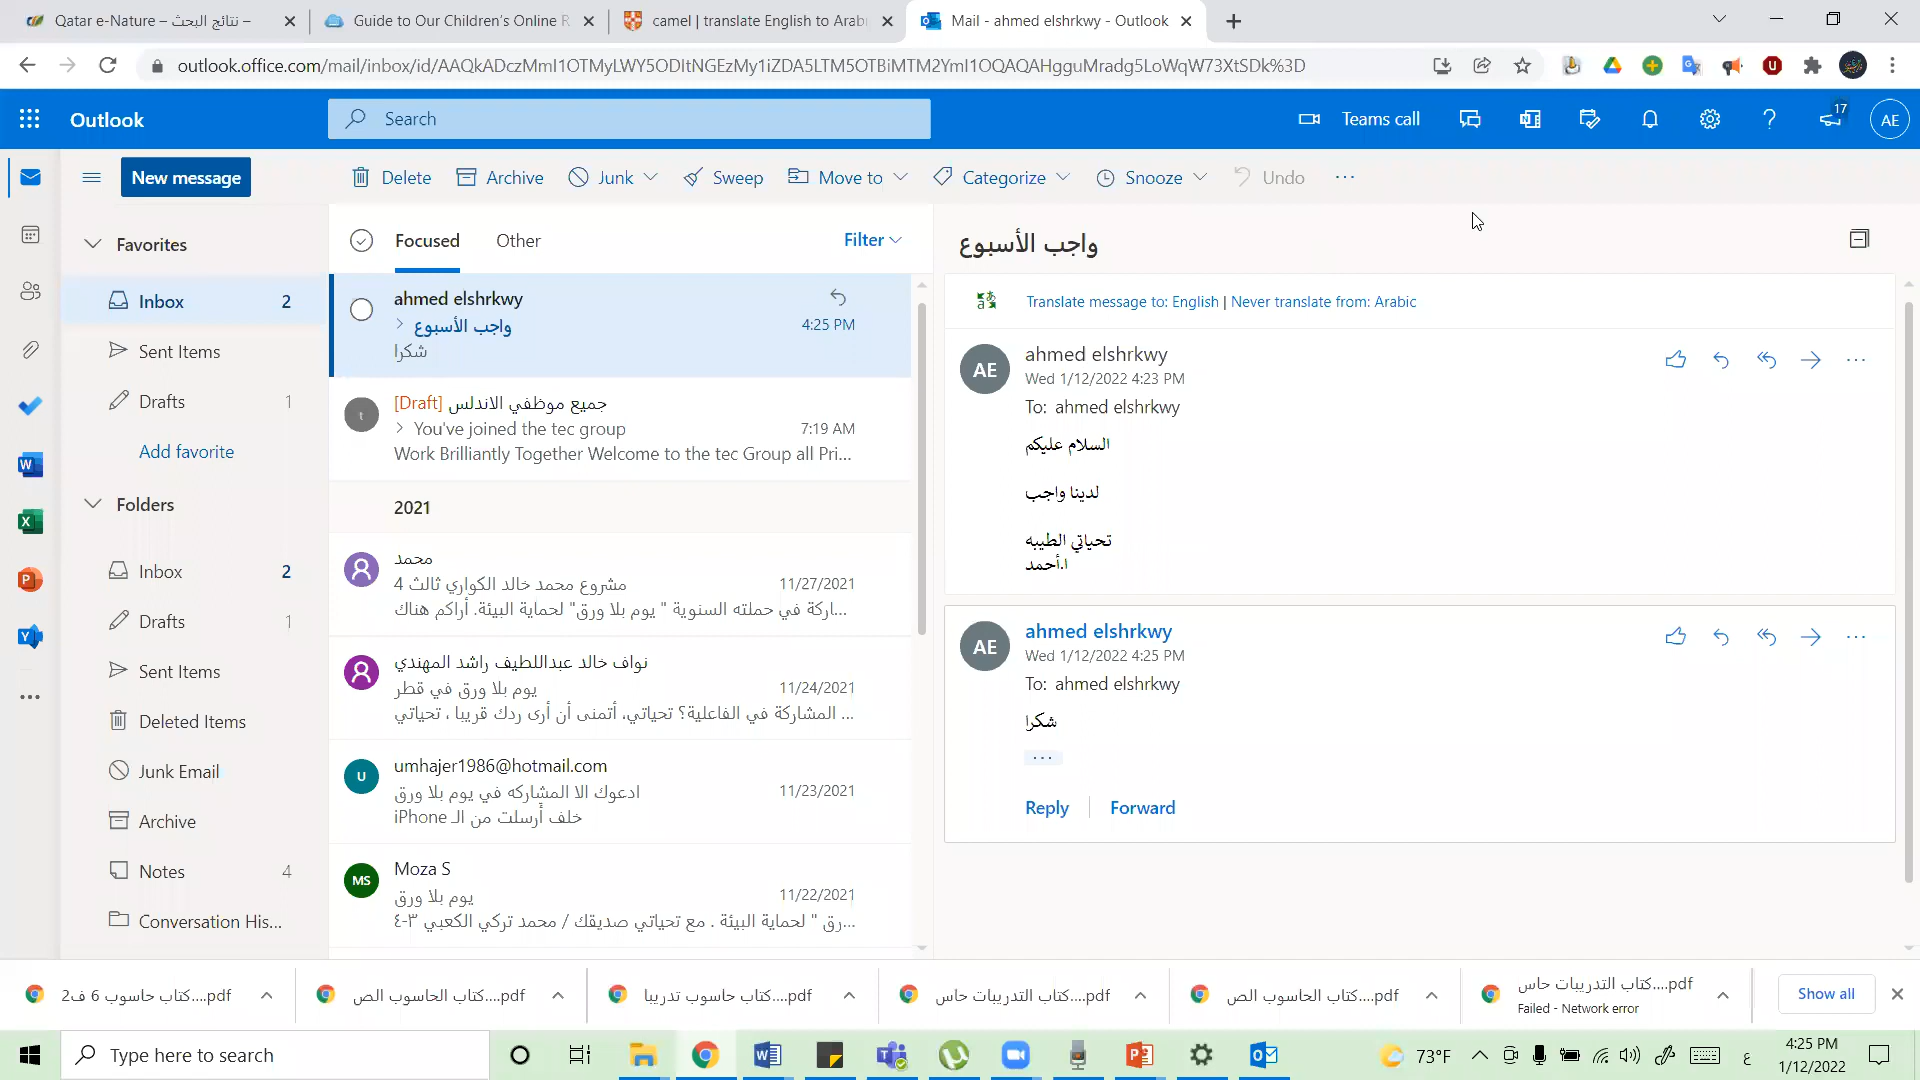 Qatar e-Nature – نتائج البحث –
Guide to Our Children's Online R
camel | translate English to Arabi
Mail - ahmed elshrkwy - Outlook
outlook.office.com/mail/inbox/id/AAQkADczMmI1OTMyLWY5ODItNGEzMy1iZDA5LTM5OTBiMTM2YmI1OQAQAHgguMradg5LoWqW73XtSDk%3D
Outlook
Search
Teams call
17
AE
New message
Delete
Archive
Junk
Sweep
Move to
Categorize
Snooze
Undo
Favorites
Inbox 2
Sent Items
Drafts 1
Add favorite
Folders
Inbox 2
Drafts 1
Sent Items
Deleted Items
Junk Email
Archive
Notes 4
Conversation His...
Focused
Other
Filter
ahmed elshrkwy
واجب الأسبوع
4:25 PM
شكرا
t
[Draft] جميع موظفي الاندلس
You've joined the tec group
7:19 AM
Work Brilliantly Together Welcome to the tec Group all Pri...
2021
محمد
مشروع محمد خالد الكواري ثالث 4
11/27/2021
...اركة في حملته السنوية " يوم بلا ورق" لحماية البيئة. أراكم هناك
نواف خالد عبداللطيف راشد المهندي
يوم بلا ورق في قطر
11/24/2021
... المشاركة في الفاعلية؟ تحياتي، أتمنى أن أرى ردك قريبا ، تحياتي
U
umhajer1986@hotmail.com
ادعوك الا المشاركه في يوم بلا ورق
11/23/2021
خلف أرسلت من الـ iPhone
MS
Moza S
يوم بلا ورق
11/22/2021
...رق " لحماية البيئة . مع تحياتي صديقك / محمد تركي الكعبي ٣-٤
واجب الأسبوع
Translate message to: English | Never translate from: Arabic
AE
ahmed elshrkwy
Wed 1/12/2022 4:23 PM
To: ahmed elshrkwy
السلام عليكم
لدينا واجب
تحياتي الطيبه
ا.أحمد
AE
ahmed elshrkwy
Wed 1/12/2022 4:25 PM
To: ahmed elshrkwy
شكرا
...
Reply
Forward
كتاب حاسوب 6 ف2....pdf
كتاب الحاسوب الص....pdf
كتاب حاسوب تدريبا....pdf
كتاب التدريبات حاس....pdf
كتاب الحاسوب الص....pdf
كتاب التدريبات حاس....pdf
Failed - Network error
Show all
Type here to search
73°F
ع
4:25 PM
1/12/2022